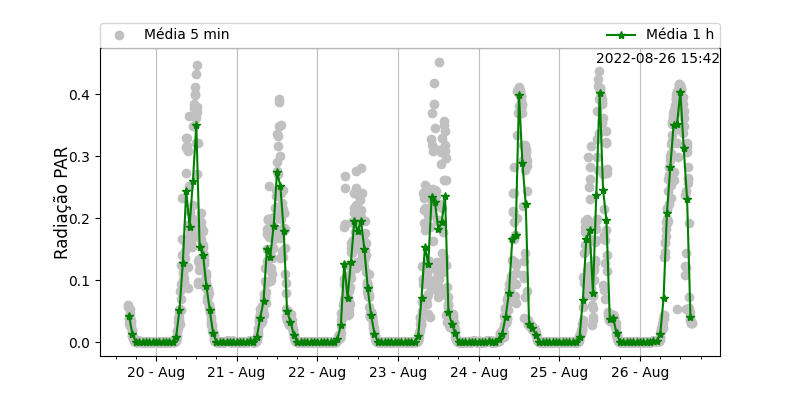 Média 5 min
Média 1 h
2022-08-26 15:42
Radiação PAR
0.4
0.3
0.2
0.1
0.0
20 - Aug
21 - Aug
22 - Aug
23 - Aug
24 - Aug
25 - Aug
26 - Aug